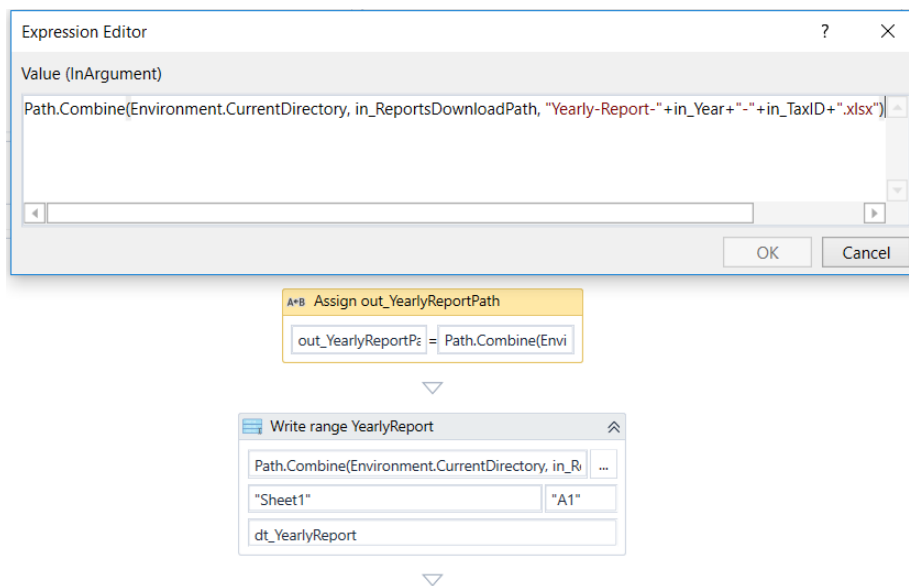 Expression Editor
?
Value (InArgument)
Path.Combine(Environment.CurrentDirectory, in_ReportsDownloadPath, "Yearly-Report-"+in_Year+"-"+in_TaxID+".xlsx")
OK
Cancel
A+B Assign out_YearlyReportPath
out_YearlyReportPa = Path.Combine(Envi
Write range YearlyReport
Path.Combine(Environment.CurrentDirectory, in_Re ...
"Sheet1" "A1"
dt_YearlyReport